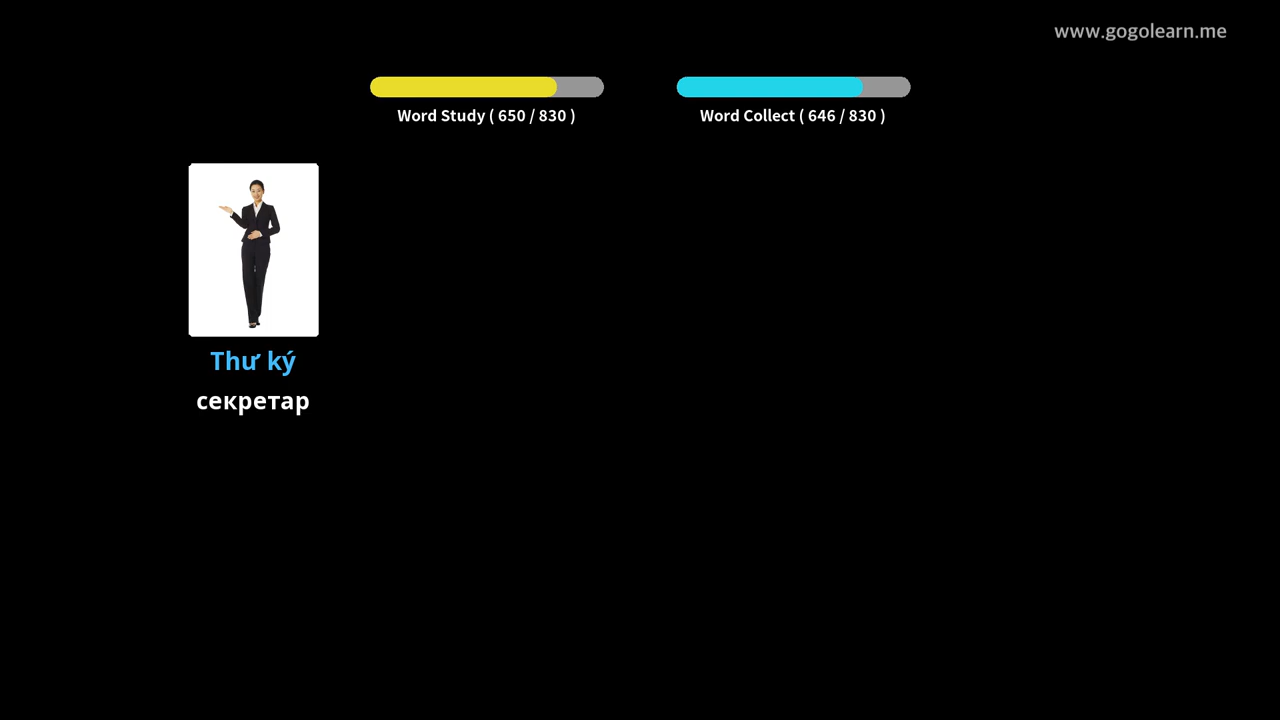 www.gogolearn.me
Word Study ( 650 / 830 )
Word Collect ( 646 / 830 )
Thư ký
секретар